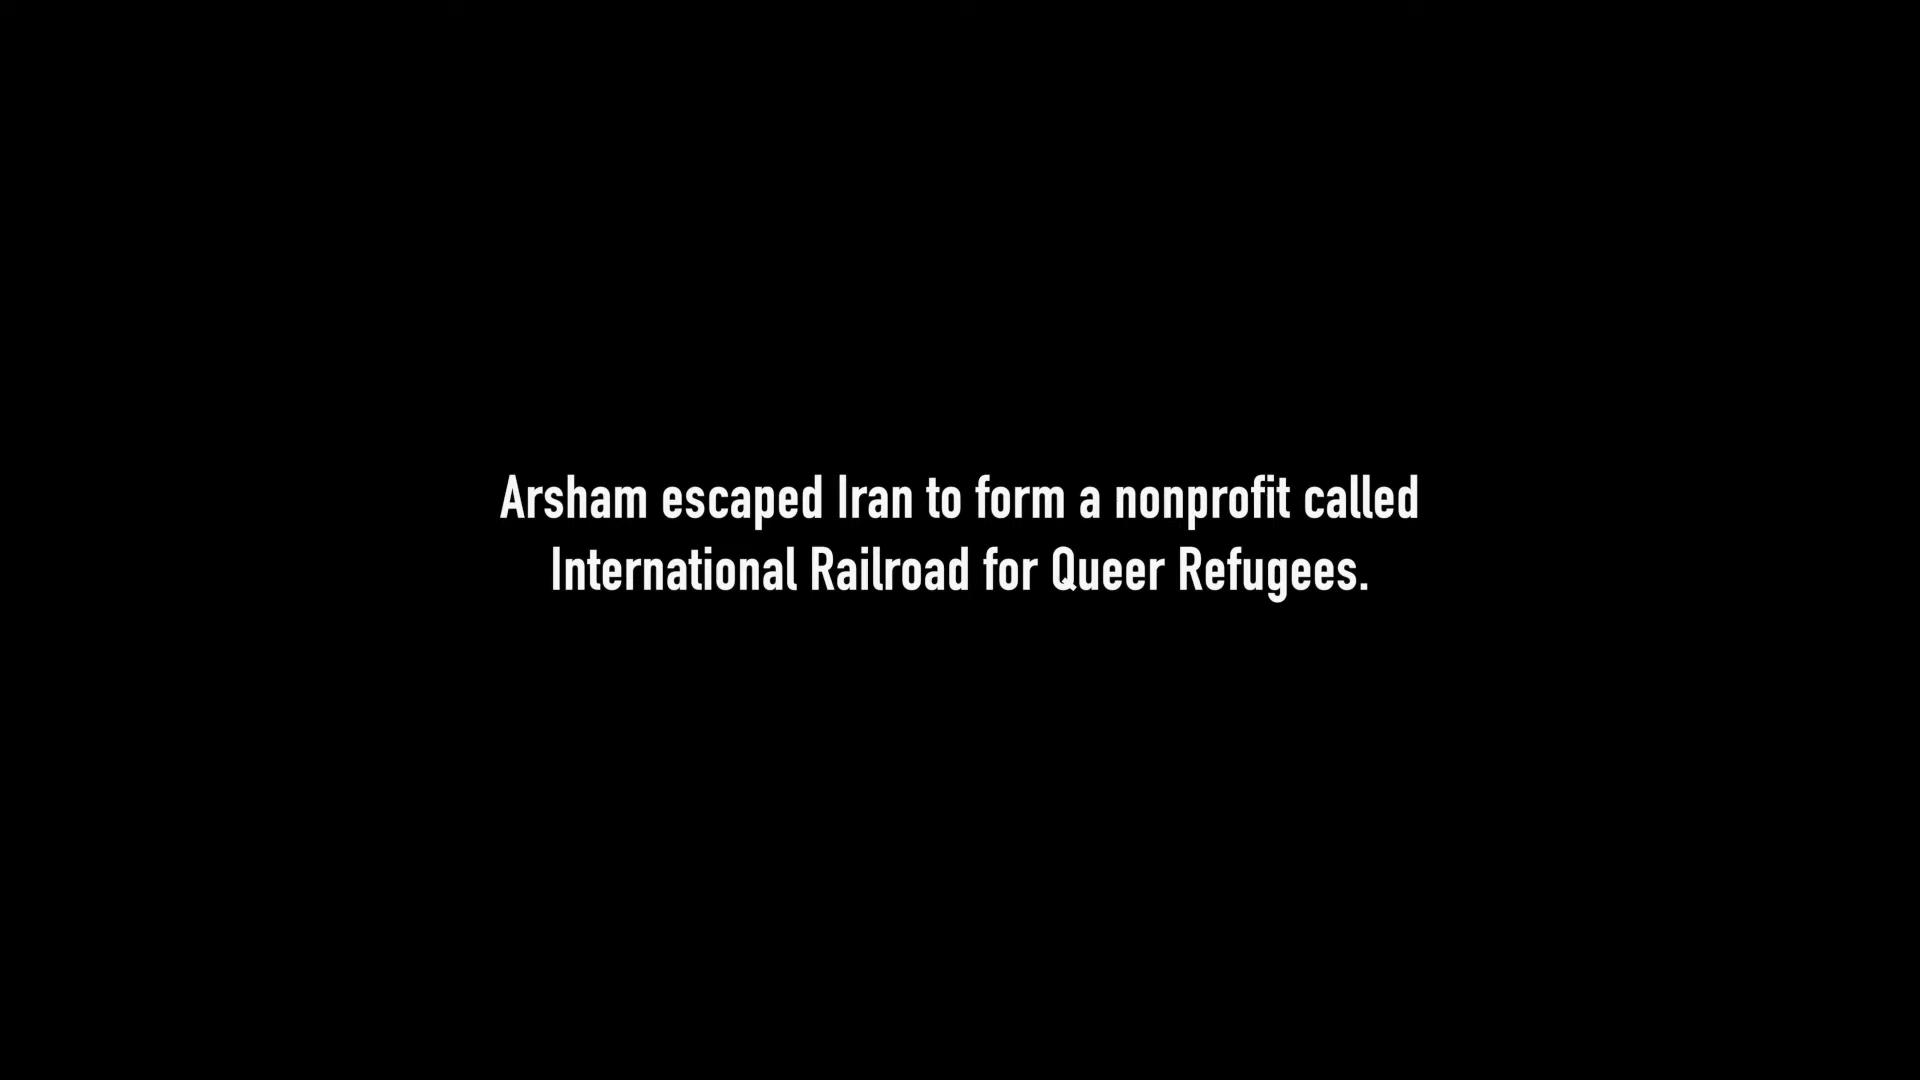 Arsham escaped Iran to form a nonprofit called
International Railroad for Queer Refugees.